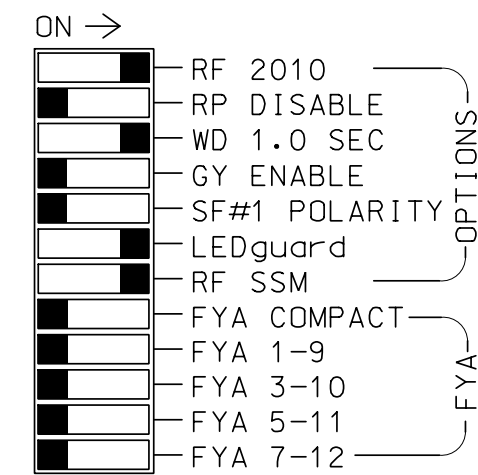 ON →
RF 2010
RP DISABLE
WD 1.0 SEC
GY ENABLE
SF#1 POLARITY
LEDguard
RF SSM
OPTIONS
FYA COMPACT
FYA 1-9
FYA 3-10
FYA 5-11
FYA 7-12
FYA